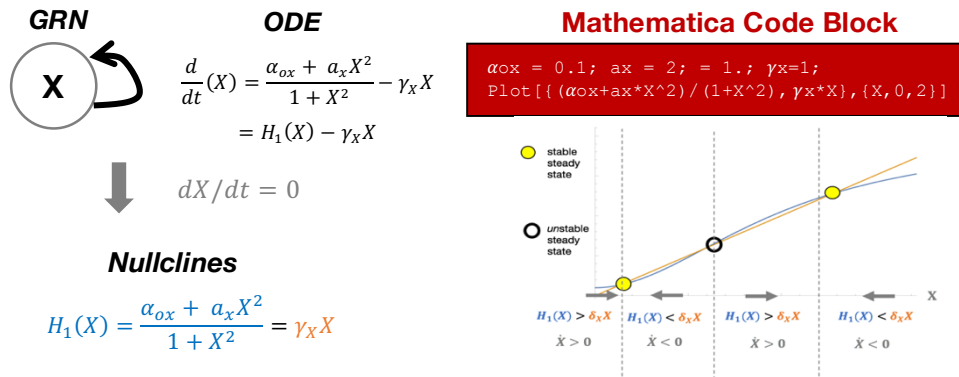 GRN
X
ODE
d/dt (X) = (α_ox + a_x X^2)/(1 + X^2) − γ_X X
= H_1(X) − γ_X X
dX/dt = 0
Nullclines
H_1(X) = (α_ox + a_x X^2)/(1 + X^2) = γ_X X
Mathematica Code Block
αox = 0.1; ax = 2; = 1.; γx=1;
Plot[{(αox+ax*X^2)/(1+X^2),γx*X},{X,0,2}]
stable
steady
state
unstable
steady
state
X
H_1(X) > δ_X X H_1(X) < δ_X X H_1(X) > δ_X X H_1(X) < δ_X X
Ẋ > 0 Ẋ < 0 Ẋ > 0 Ẋ < 0